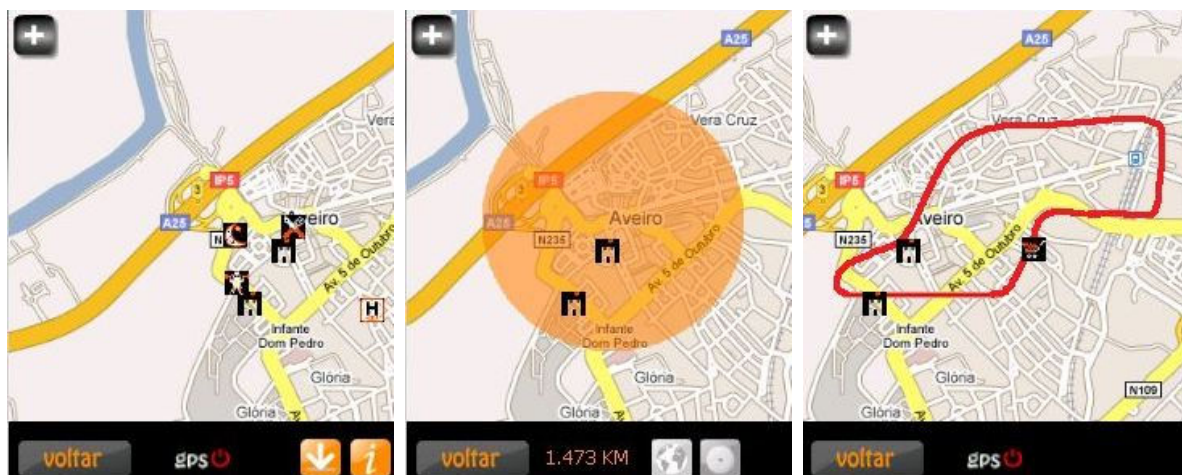 A25
Vera Cruz
3
IP5
A25
Aveiro
N
Av. 5 de Outubro
H
Infante
Dom Pedro
Glória
Glória
Av
voltar
gps
i
A25
Vera Cruz
3
IP5
A25
Aveiro
N235
Av. 5 de Outubro
Infante
Dom Pedro
Glória
Glória
voltar
1.473 KM
A25
Vera Cruz
3
IP5
A25
Aveiro
N235
Av. 5 de Outubro
Infante
Dom Pedro
Glória
N109
Glória
voltar
gps